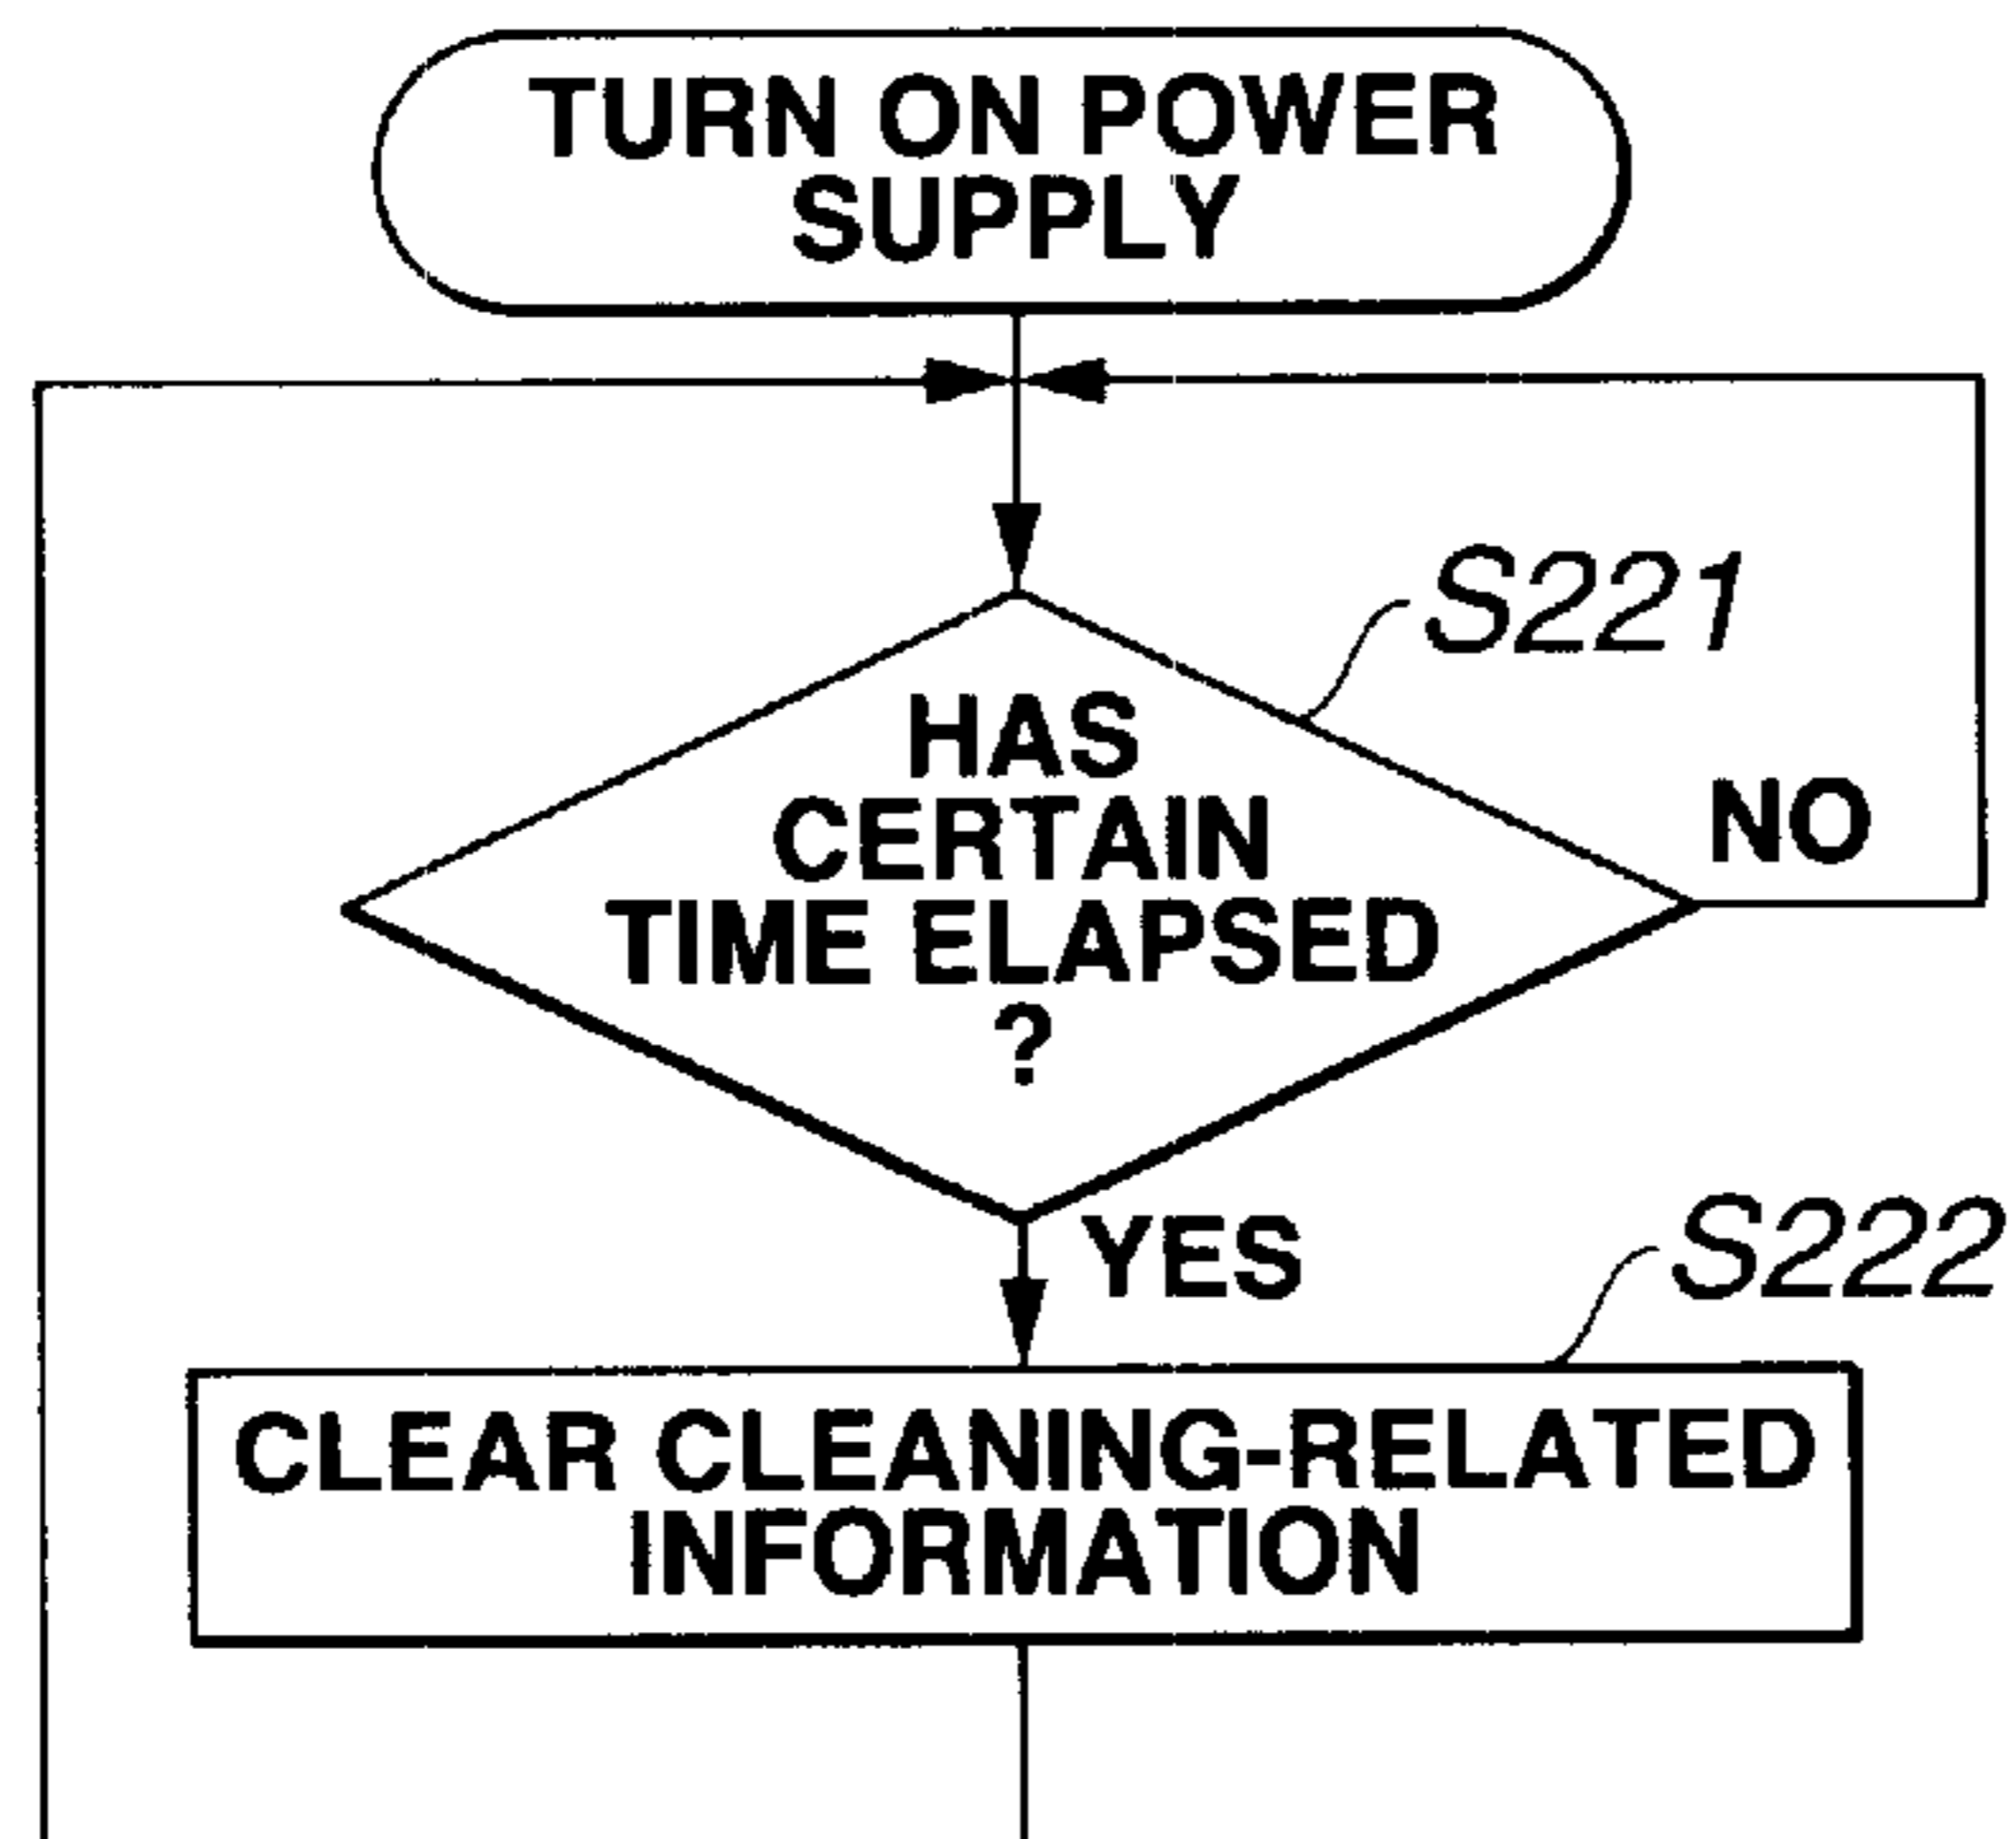 TURN ON POWER
SUPPLY
S221
HAS
CERTAIN
TIME ELAPSED
?
NO
YES
S222
CLEAR CLEANING-RELATED
INFORMATION